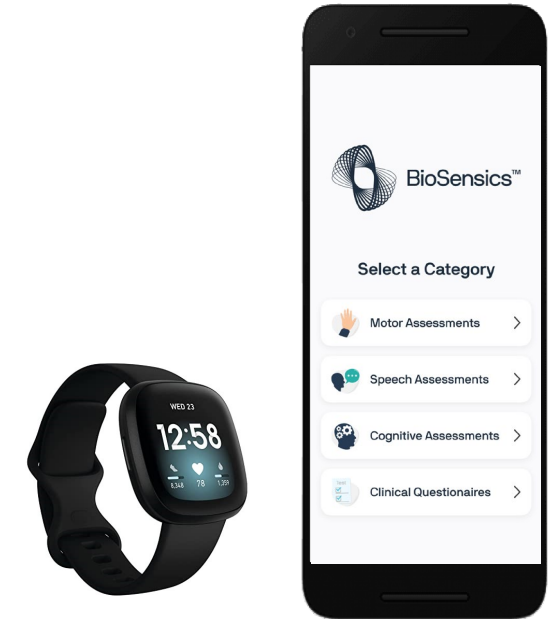 WED 23
12:58
8,348 78 1,359
BioSensics™
Select a Category
Motor Assessments
Speech Assessments
Cognitive Assessments
Clinical Questionaires